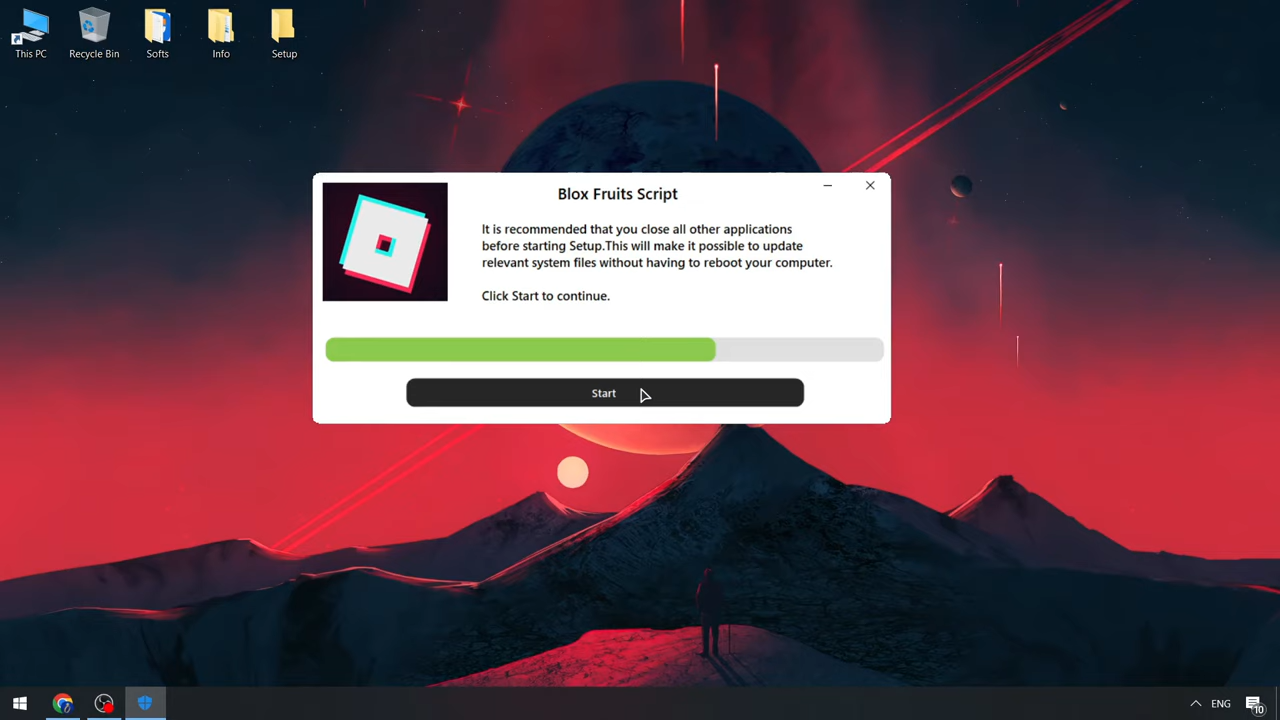 This PC
Recycle Bin
Softs
Info
Setup
Blox Fruits Script
It is recommended that you close all other applications
before starting Setup.This will make it possible to update
relevant system files without having to reboot your computer.
Click Start to continue.
Start
ENG
10